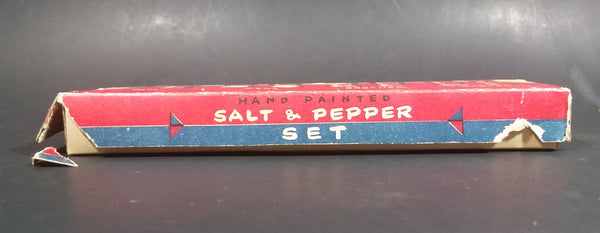 HAND PAINTED
SALT & PEPPER
SET